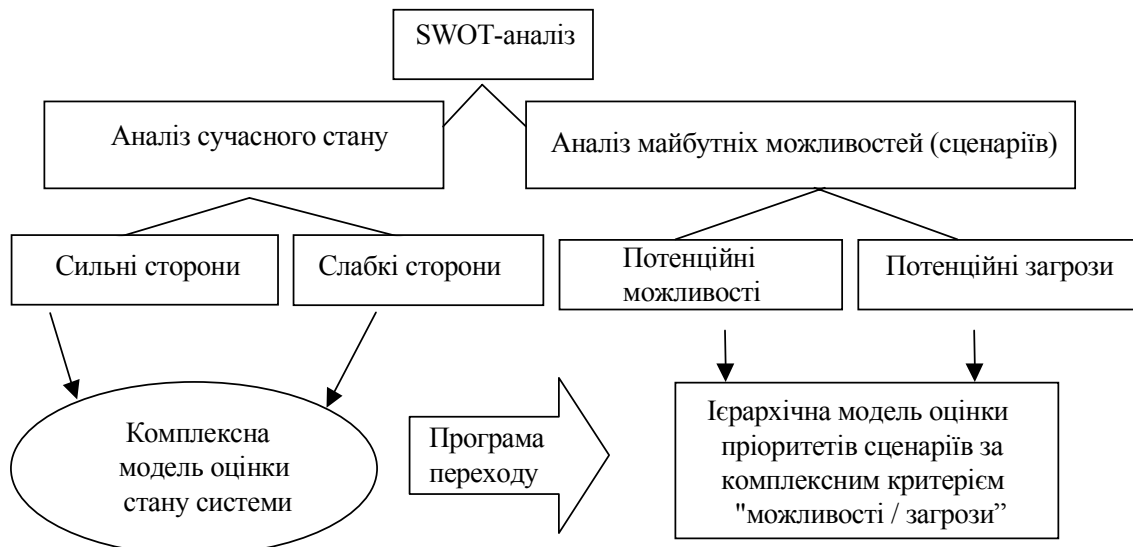 SWOT-аналіз
Аналіз сучасного стану
Аналіз майбутніх можливостей (сценаріїв)
Сильні сторони
Слабкі сторони
Потенційні
можливості
Потенційні загрози
Комплексна
модель оцінки
стану системи
Програма
переходу
Ієрархічна модель оцінки
пріоритетів сценаріїв за
комплексним критерієм
"можливості / загрози”